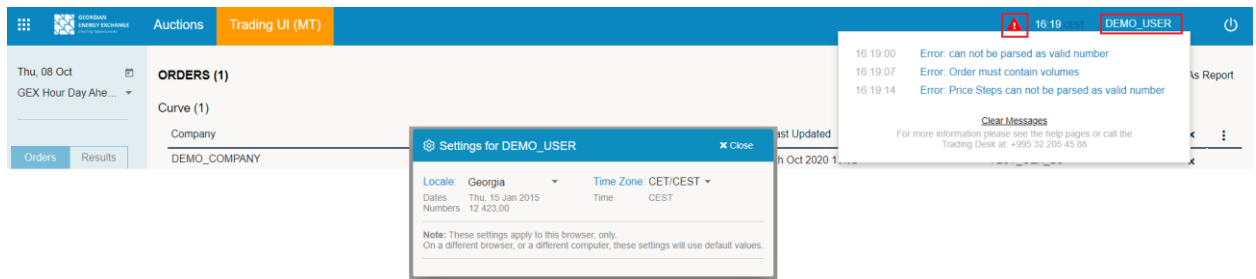 GEORGIAN
ENERGY EXCHANGE
Creating Opportunities
Auctions
Trading UI (MT)
16:19 CEST
DEMO_USER
Thu, 08 Oct
GEX Hour Day Ahe...
Orders
Results
ORDERS (1)
Curve (1)
Company
DEMO_COMPANY
Settings for DEMO_USER
× Close
Locale: Georgia
Time Zone: CET/CEST
Dates Thu, 15 Jan 2015
Time CEST
Numbers 12 423,00
Note: These settings apply to this browser, only.
On a different browser, or a different computer, these settings will use default values.
ast Updated
h Oct 2020
16:19:00 Error: can not be parsed as valid number
16:19:07 Error: Order must contain volumes
16:19:14 Error: Price Steps can not be parsed as valid number
Clear Messages
For more information please see the help pages or call the
Trading Desk at: +995 32 205 45 86
As Report